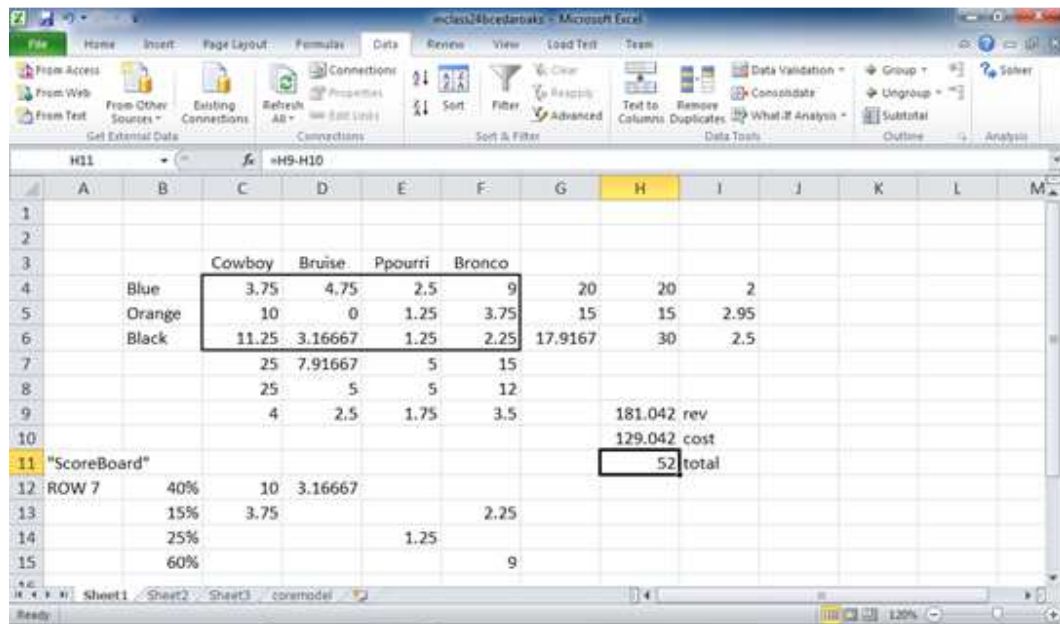 inclass24bcedaroaks - Microsoft Excel
File Home Insert Page Layout Formulas Data Review View Load Test Team
From Access
From Web
From Text
From Other Sources
Existing Connections
Get External Data
Refresh All
Connections
Properties
Edit Links
Connections
Sort
Filter
Clear
Reapply
Advanced
Sort & Filter
Text to Columns
Remove Duplicates
Data Validation
Consolidate
What-If Analysis
Data Tools
Group
Ungroup
Subtotal
Outline
Solver
Analysis
H11 fx =H9-H10
A B C D E F G H I J K L M
1
2
3 Cowboy Bruise Ppourri Bronco
4 Blue 3.75 4.75 2.5 9 20 20 2
5 Orange 10 0 1.25 3.75 15 15 2.95
6 Black 11.25 3.16667 1.25 2.25 17.9167 30 2.5
7 25 7.91667 5 15
8 25 5 5 12
9 4 2.5 1.75 3.5 181.042 rev
10 129.042 cost
11 "ScoreBoard" 52 total
12 ROW 7 40% 10 3.16667
13 15% 3.75 2.25
14 25% 1.25
15 60% 9
Sheet1 Sheet2 Sheet3 coremodel
Ready 120%